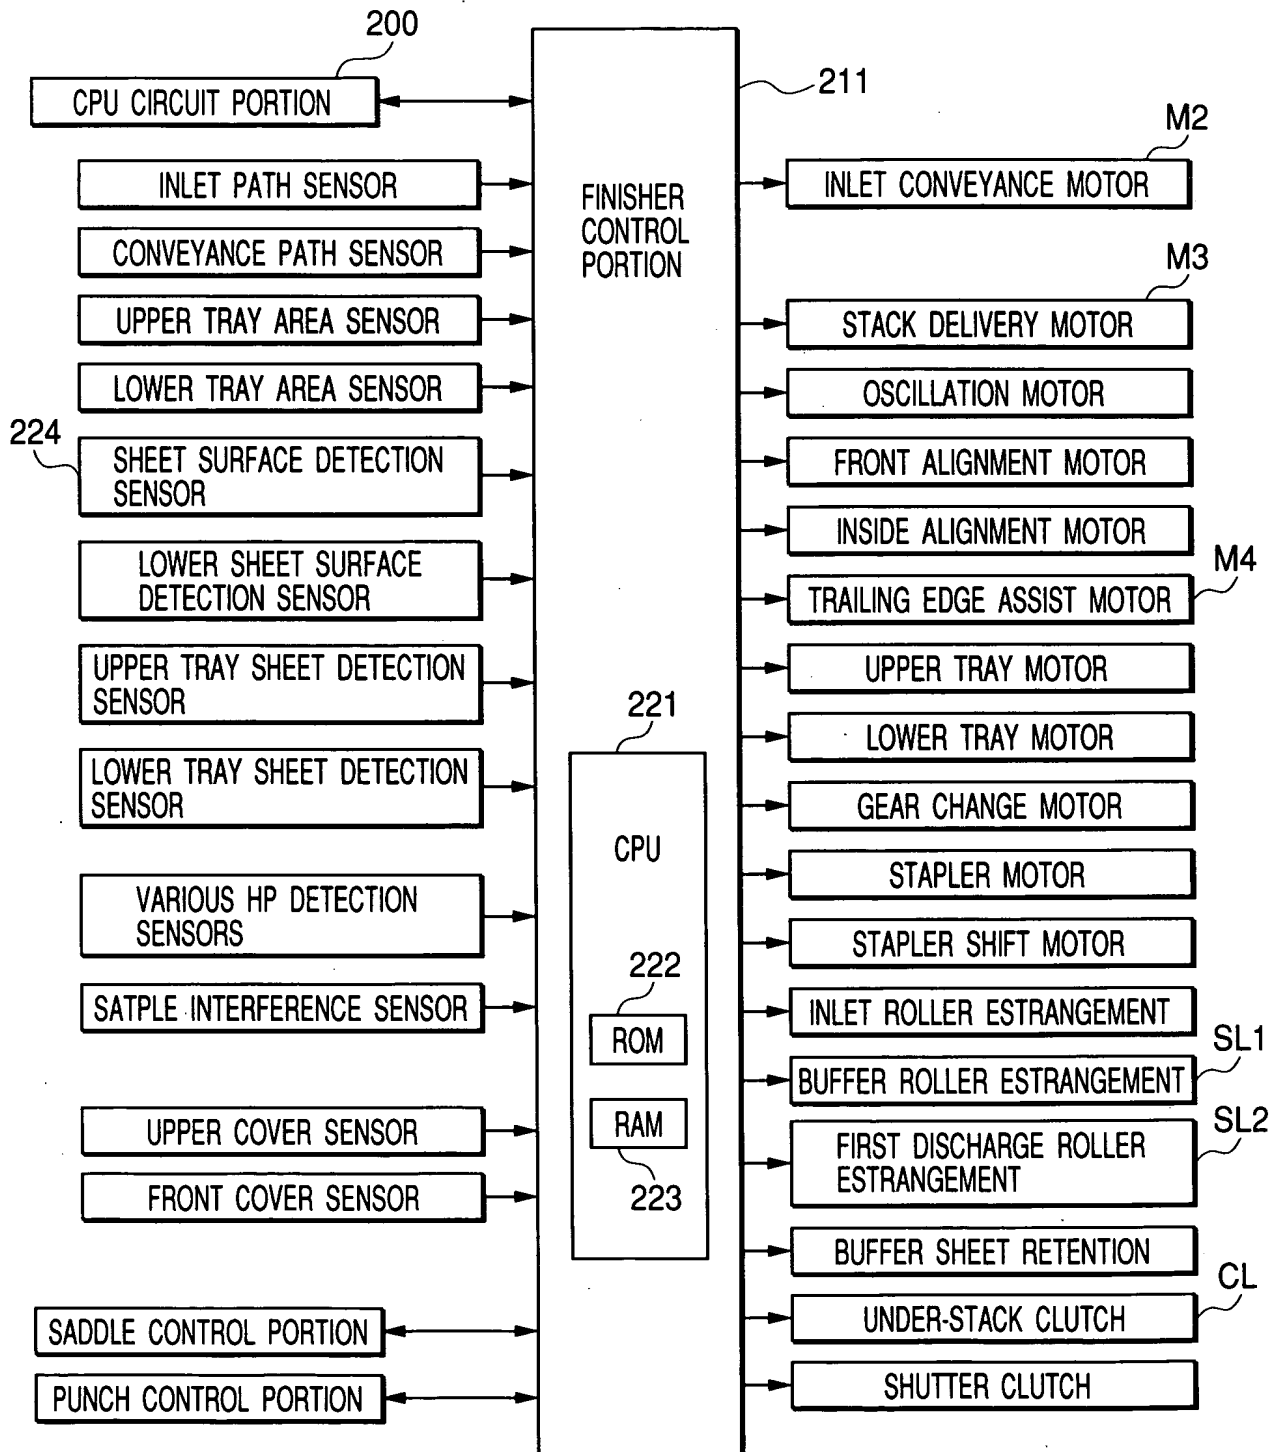 200
CPU CIRCUIT PORTION
INLET PATH SENSOR
CONVEYANCE PATH SENSOR
UPPER TRAY AREA SENSOR
LOWER TRAY AREA SENSOR
224
SHEET SURFACE DETECTION
SENSOR
LOWER SHEET SURFACE
DETECTION SENSOR
UPPER TRAY SHEET DETECTION
SENSOR
LOWER TRAY SHEET DETECTION
SENSOR
VARIOUS HP DETECTION
SENSORS
SATPLE INTERFERENCE SENSOR
UPPER COVER SENSOR
FRONT COVER SENSOR
SADDLE CONTROL PORTION
PUNCH CONTROL PORTION
211
FINISHER
CONTROL
PORTION
221
CPU
222
ROM
RAM
223
M2
INLET CONVEYANCE MOTOR
M3
STACK DELIVERY MOTOR
OSCILLATION MOTOR
FRONT ALIGNMENT MOTOR
INSIDE ALIGNMENT MOTOR
M4
TRAILING EDGE ASSIST MOTOR
UPPER TRAY MOTOR
LOWER TRAY MOTOR
GEAR CHANGE MOTOR
STAPLER MOTOR
STAPLER SHIFT MOTOR
INLET ROLLER ESTRANGEMENT
SL1
BUFFER ROLLER ESTRANGEMENT
SL2
FIRST DISCHARGE ROLLER
ESTRANGEMENT
BUFFER SHEET RETENTION
CL
UNDER-STACK CLUTCH
SHUTTER CLUTCH